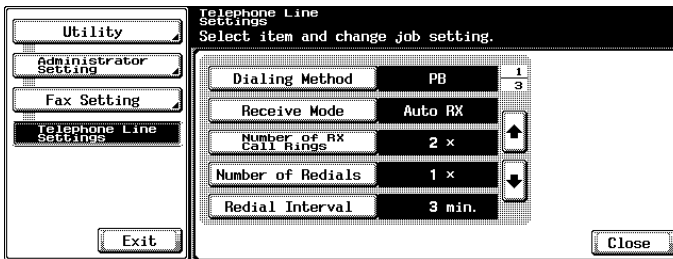 Utility
Administrator
Setting
Fax Setting
Telephone Line
Settings
Exit
Telephone Line
Settings
Select item and change job setting.
Dialing Method PB
1
3
Receive Mode Auto RX
Number of RX
Call Rings
2 ×
Number of Redials 1 ×
Redial Interval 3 min.
Close